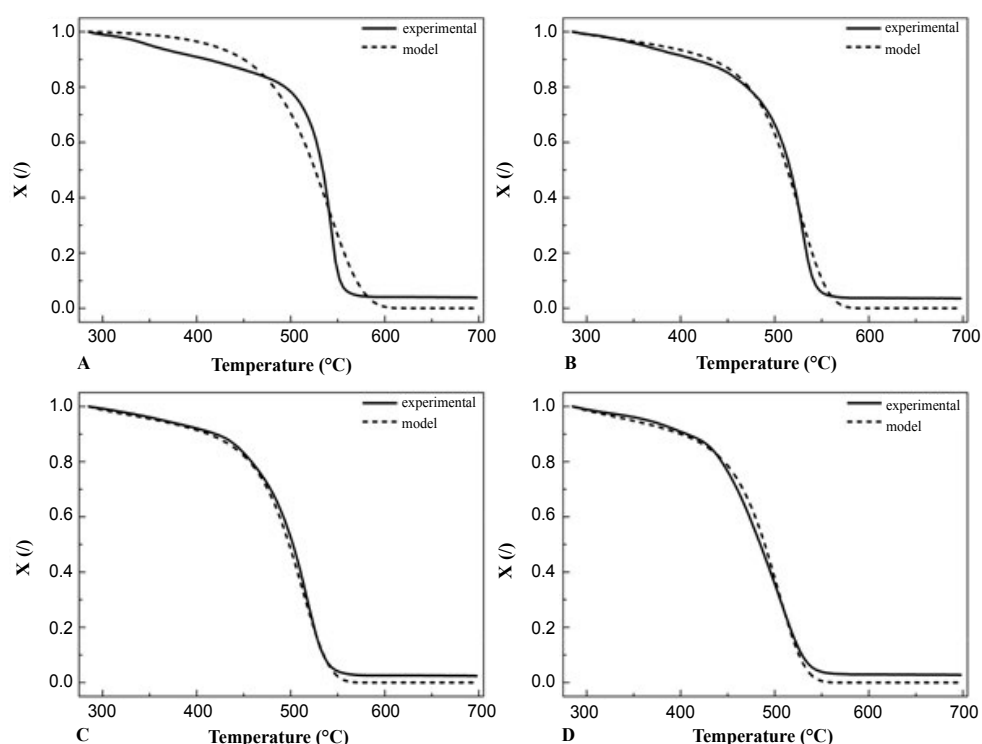 1.0
0.8
0.6
0.4
0.2
0.0
X (/)
experimental
model
300 400 500 600 700
A Temperature (°C)
1.0
0.8
0.6
0.4
0.2
0.0
X (/)
experimental
model
300 400 500 600 700
B Temperature (°C)
1.0
0.8
0.6
0.4
0.2
0.0
X (/)
experimental
model
300 400 500 600 700
C Temperature (°C)
1.0
0.8
0.6
0.4
0.2
0.0
X (/)
experimental
model
300 400 500 600 700
D Temperature (°C)